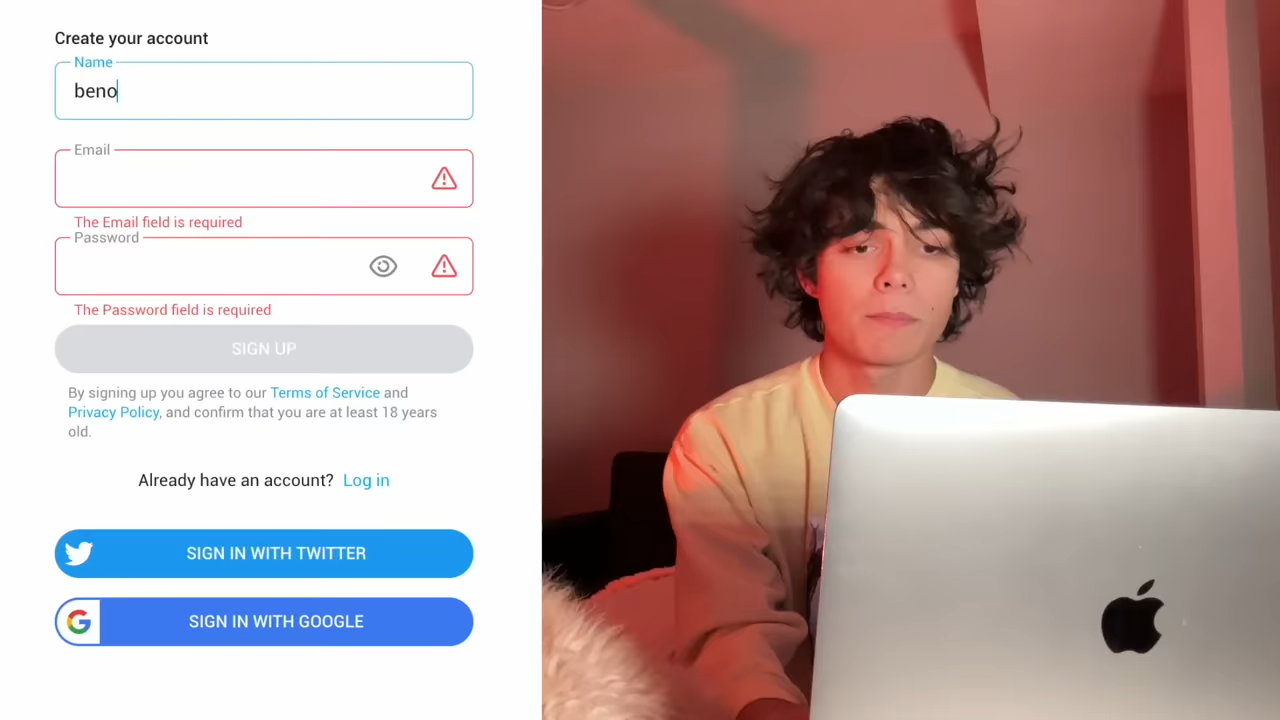 Create your account
Name
beno
Email
The Email field is required
Password
The Password field is required
SIGN UP
By signing up you agree to our Terms of Service and
Privacy Policy, and confirm that you are at least 18 years
old.
Already have an account? Log in
SIGN IN WITH TWITTER
SIGN IN WITH GOOGLE